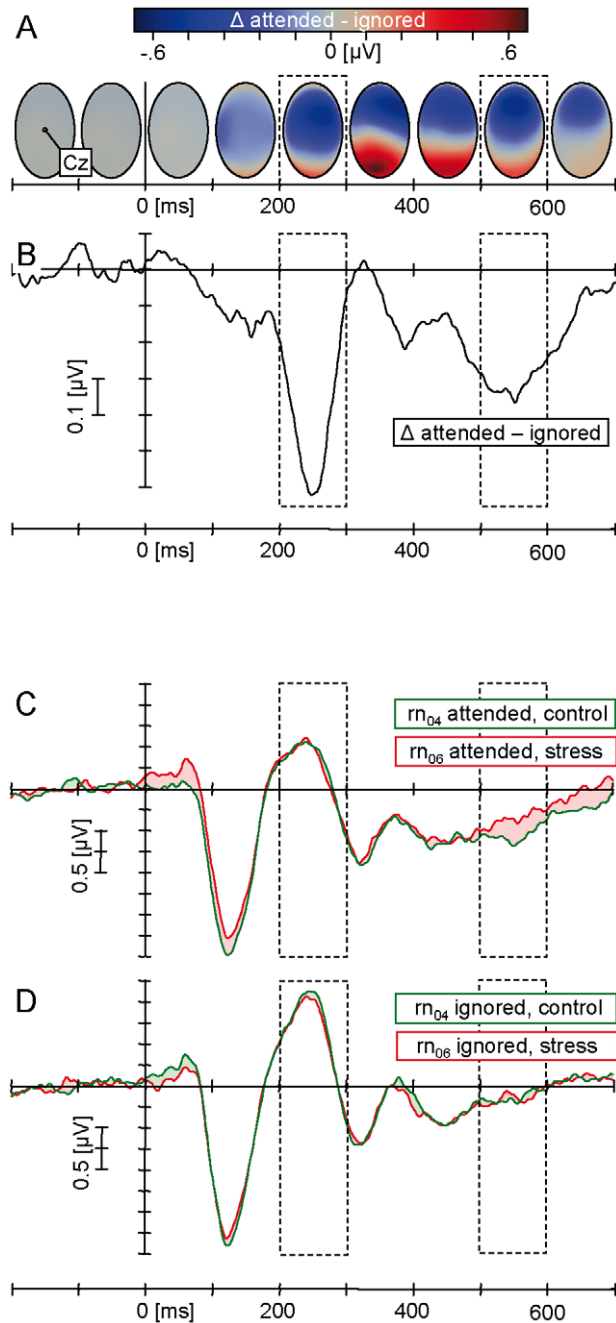 A
Δ attended - ignored
-.6 0 [µV] .6
Cz
0 [ms] 200 400 600
B
0.1 [µV]
Δ attended – ignored
0 [ms] 200 400 600
C
rn04 attended, control
rn06 attended, stress
0.5 [µV]
D
rn04 ignored, control
rn06 ignored, stress
0.5 [µV]
0 [ms] 200 400 600